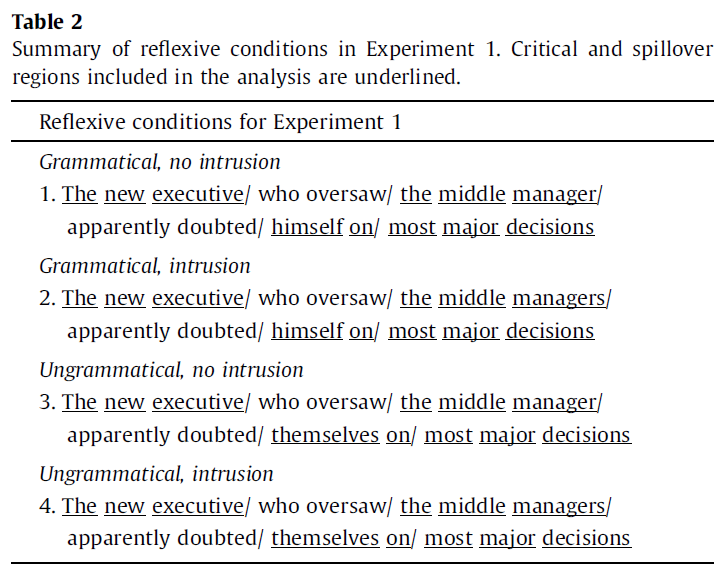 Table 2
Summary of reflexive conditions in Experiment 1. Critical and spillover
regions included in the analysis are underlined.
Reflexive conditions for Experiment 1
Grammatical, no intrusion
1. The new executive/ who oversaw/ the middle manager/
apparently doubted/ himself on/ most major decisions
Grammatical, intrusion
2. The new executive/ who oversaw/ the middle managers/
apparently doubted/ himself on/ most major decisions
Ungrammatical, no intrusion
3. The new executive/ who oversaw/ the middle manager/
apparently doubted/ themselves on/ most major decisions
Ungrammatical, intrusion
4. The new executive/ who oversaw/ the middle managers/
apparently doubted/ themselves on/ most major decisions